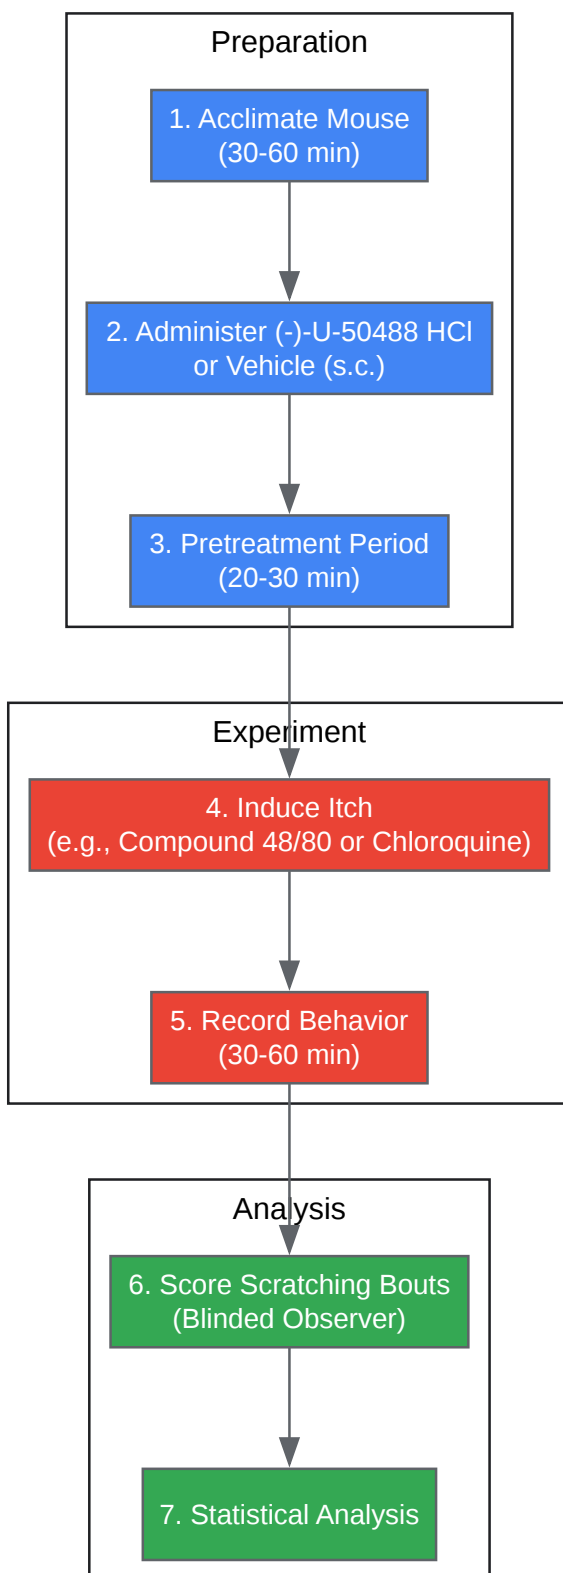 Preparation
1. Acclimate Mouse
(30-60 min)
2. Administer (-)-U-50488 HCl
or Vehicle (s.c.)
3. Pretreatment Period
(20-30 min)
Experiment
4. Induce Itch
(e.g., Compound 48/80 or Chloroquine)
5. Record Behavior
(30-60 min)
Analysis
6. Score Scratching Bouts
(Blinded Observer)
7. Statistical Analysis